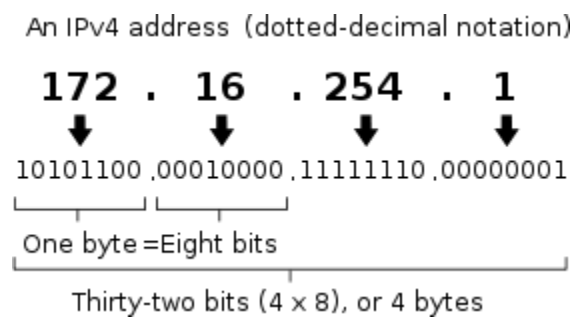 An IPv4 address (dotted-decimal notation)
172 . 16 . 254 . 1
10101100 .00010000 .11111110 .00000001
One byte =Eight bits
Thirty-two bits (4 x 8), or 4 bytes